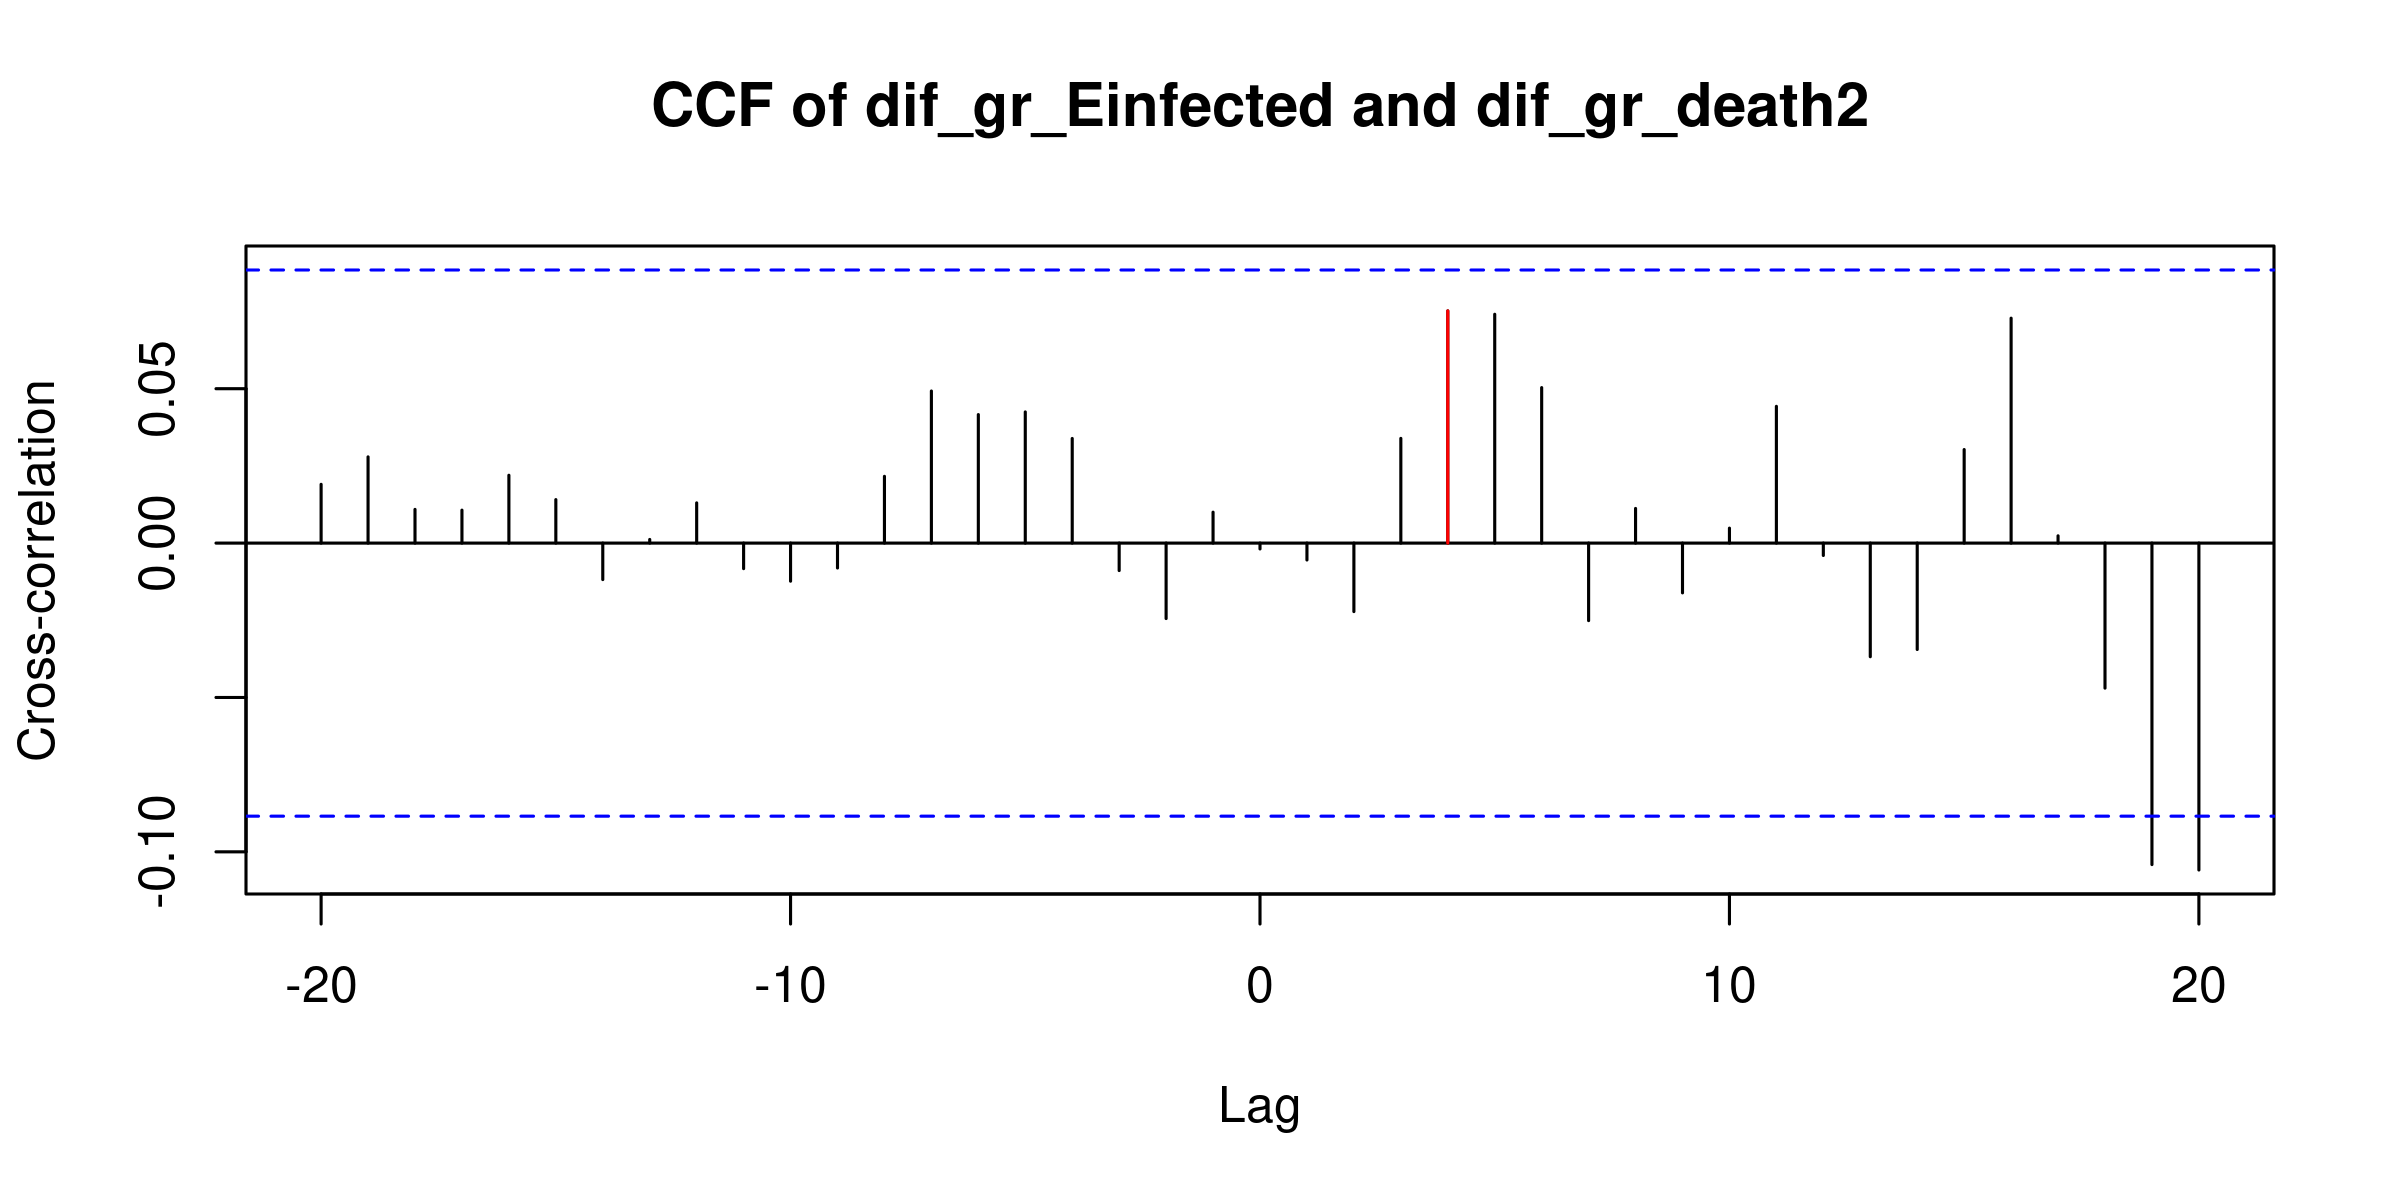 CCF of dif_gr_Einfected and dif_gr_death2
Cross-correlation
0.05
0.00
-0.10
-20 -10 0 10 20
Lag